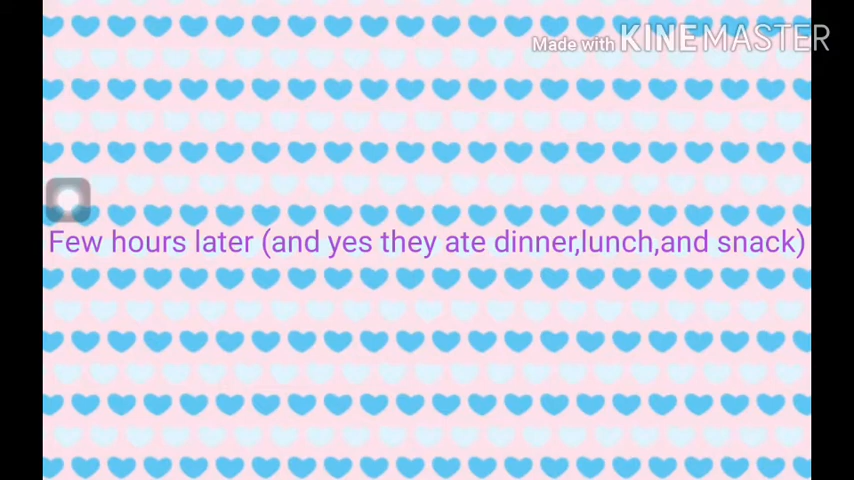 Made with KINEMASTER
Few hours later (and yes they ate dinner,lunch,and snack)